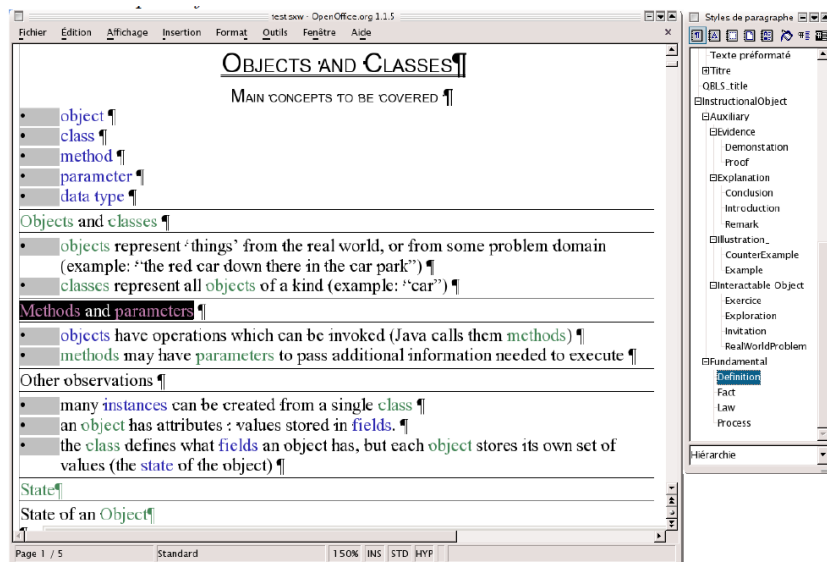 test.sxw - OpenOffice.org 1.1.5
Fichier Édition Affichage Insertion Format Outils Fenêtre Aide ×
OBJECTS AND CLASSES¶
MAIN CONCEPTS TO BE COVERED ¶
• object ¶
• class ¶
• method ¶
• parameter ¶
• data type ¶
Objects and classes ¶
• objects represent ‘things’ from the real world, or from some problem domain
(example: “the red car down there in the car park”) ¶
• classes represent all objects of a kind (example: “car”) ¶
Methods and parameters ¶
• objects have operations which can be invoked (Java calls them methods) ¶
• methods may have parameters to pass additional information needed to execute ¶
Other observations ¶
• many instances can be created from a single class ¶
• an object has attributes : values stored in fields. ¶
• the class defines what fields an object has, but each object stores its own set of
values (the state of the object) ¶
State¶
State of an Object¶
Page 1 / 5 Standard 150% INS STD HYP
Styles de paragraphe
Texte préformaté
Titre
QBLS_title
InstructionalObject
Auxiliary
Evidence
Demonstation
Proof
Explanation
Conclusion
Introduction
Remark
Illustration_
CounterExample
Example
Interactable Object
Exercice
Exploration
Invitation
RealWorldProblem
Fundamental
Definition
Fact
Law
Process
Hiérarchie